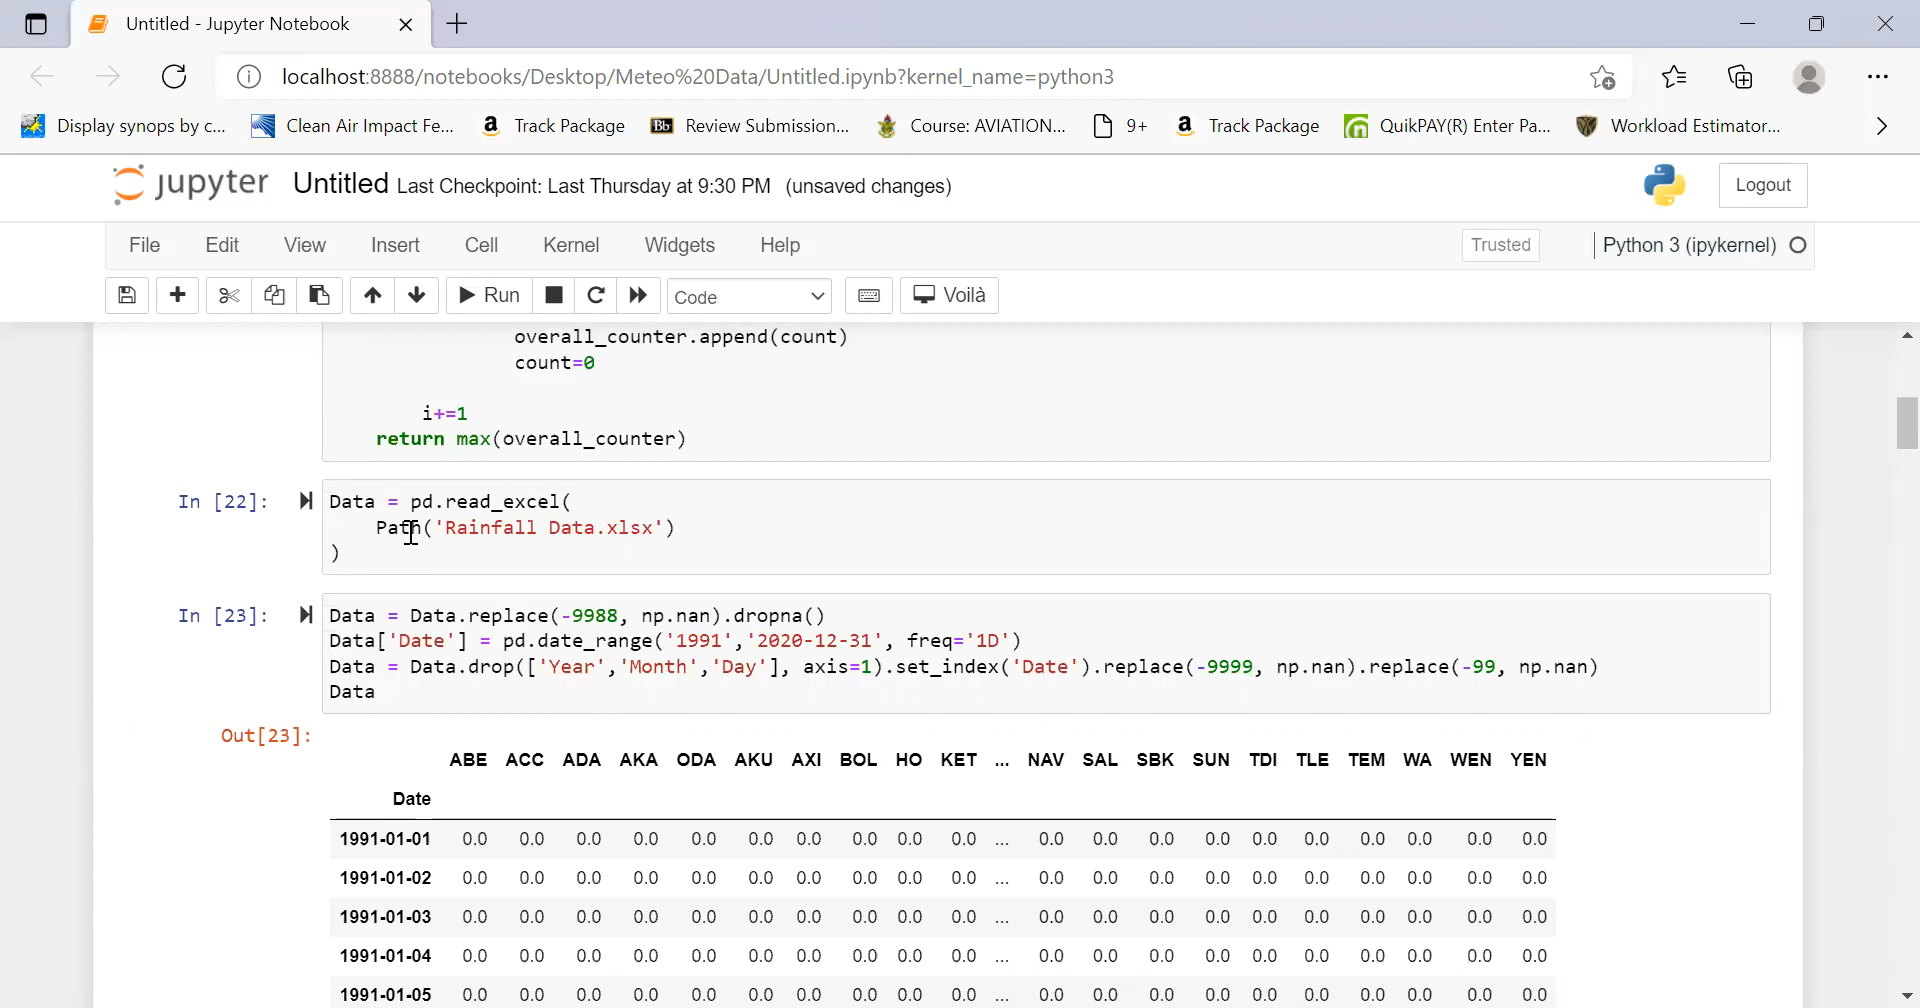 Untitled - Jupyter Notebook
localhost:8888/notebooks/Desktop/Meteo%20Data/Untitled.ipynb?kernel_name=python3
Display synops by c... Clean Air Impact Fe... Track Package Bb Review Submission... Course: AVIATION... 9+ Track Package QuikPAY(R) Enter Pa... Workload Estimator...
jupyter Untitled Last Checkpoint: Last Thursday at 9:30 PM (unsaved changes) Logout
File Edit View Insert Cell Kernel Widgets Help Trusted Python 3 (ipykernel)
Run Code Voilà
overall_counter.append(count)
count=0
i+=1
return max(overall_counter)
In [22]: Data = pd.read_excel(
Path('Rainfall Data.xlsx')
)
In [23]: Data = Data.replace(-9988, np.nan).dropna()
Data['Date'] = pd.date_range('1991','2020-12-31', freq='1D')
Data = Data.drop(['Year','Month','Day'], axis=1).set_index('Date').replace(-9999, np.nan).replace(-99, np.nan)
Data
Out[23]:
ABE ACC ADA AKA ODA AKU AXI BOL HO KET ... NAV SAL SBK SUN TDI TLE TEM WA WEN YEN
Date
1991-01-01 0.0 0.0 0.0 0.0 0.0 0.0 0.0 0.0 0.0 0.0 ... 0.0 0.0 0.0 0.0 0.0 0.0 0.0 0.0 0.0 0.0
1991-01-02 0.0 0.0 0.0 0.0 0.0 0.0 0.0 0.0 0.0 0.0 ... 0.0 0.0 0.0 0.0 0.0 0.0 0.0 0.0 0.0 0.0
1991-01-03 0.0 0.0 0.0 0.0 0.0 0.0 0.0 0.0 0.0 0.0 ... 0.0 0.0 0.0 0.0 0.0 0.0 0.0 0.0 0.0 0.0
1991-01-04 0.0 0.0 0.0 0.0 0.0 0.0 0.0 0.0 0.0 0.0 ... 0.0 0.0 0.0 0.0 0.0 0.0 0.0 0.0 0.0 0.0
1991-01-05 0.0 0.0 0.0 0.0 0.0 0.0 0.0 0.0 0.0 0.0 ... 0.0 0.0 0.0 0.0 0.0 0.0 0.0 0.0 0.0 0.0